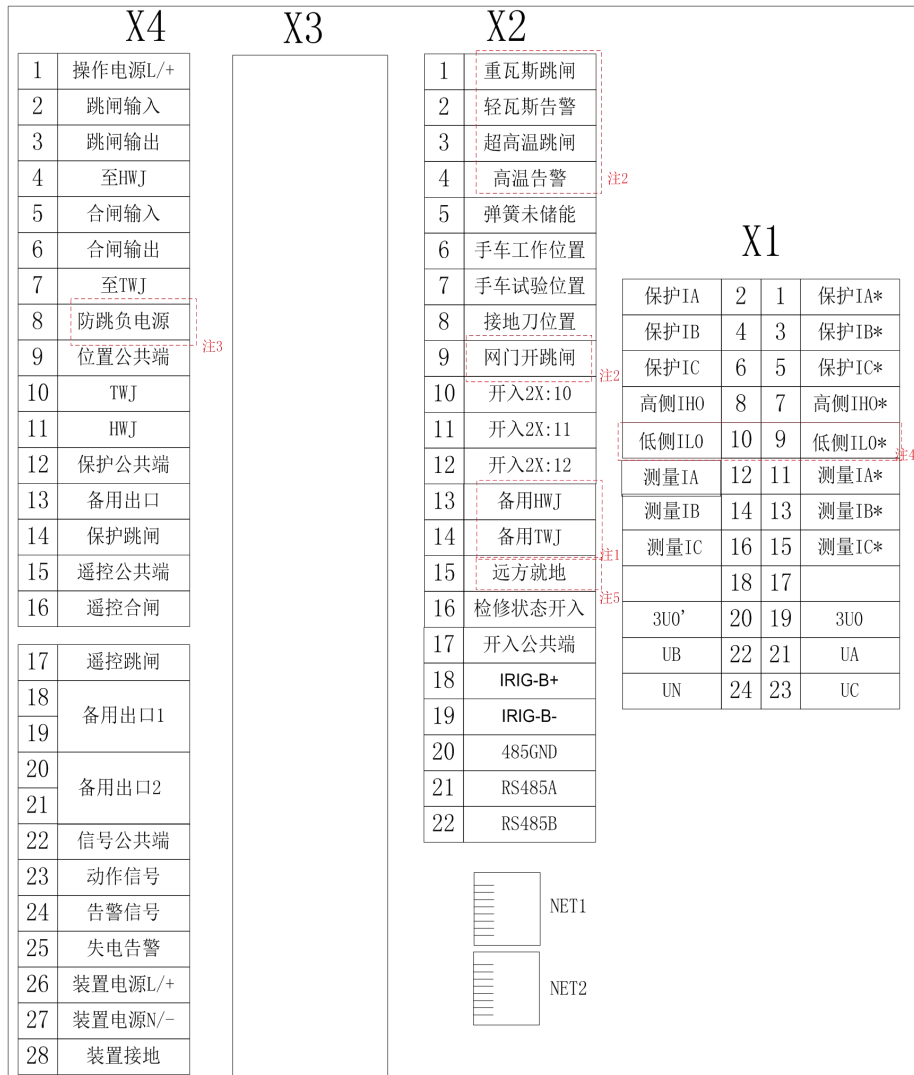 X4
1 操作电源L/+
2 跳闸输入
3 跳闸输出
4 至HWJ
5 合闸输入
6 合闸输出
7 至TWJ
8 防跳负电源
注3
9 位置公共端
10 TWJ
11 HWJ
12 保护公共端
13 备用出口
14 保护跳闸
15 遥控公共端
16 遥控合闸
17 遥控跳闸
18
备用出口1
19
20
备用出口2
21
22 信号公共端
23 动作信号
24 告警信号
25 失电告警
26 装置电源L/+
27 装置电源N/-
28 装置接地
X3
X2
1 重瓦斯跳闸
2 轻瓦斯告警
3 超高温跳闸
4 高温告警
注2
5 弹簧未储能
6 手车工作位置
7 手车试验位置
8 接地刀位置
9 网门开跳闸
注2
10 开入2X:10
11 开入2X:11
12 开入2X:12
13 备用HWJ
14 备用TWJ
注1
15 远方就地
注5
16 检修状态开入
17 开入公共端
18 IRIG-B+
19 IRIG-B-
20 485GND
21 RS485A
22 RS485B
NET1
NET2
X1
保护IA 2 1 保护IA*
保护IB 4 3 保护IB*
保护IC 6 5 保护IC*
高侧IHO 8 7 高侧IHO*
低侧ILO 10 9 低侧ILO*
注4
测量IA 12 11 测量IA*
测量IB 14 13 测量IB*
测量IC 16 15 测量IC*
18 17
3U0' 20 19 3U0
UB 22 21 UA
UN 24 23 UC